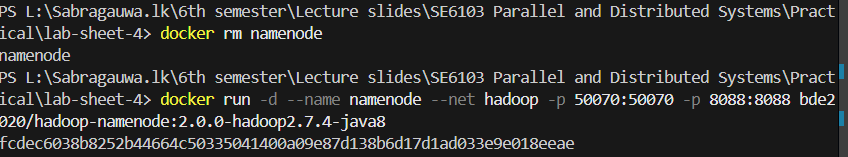 PS L:\Sabragauwa.lk\6th semester\Lecture slides\SE6103 Parallel and Distributed Systems\Pract
ical\lab-sheet-4> docker rm namenode
namenode
PS L:\Sabragauwa.lk\6th semester\Lecture slides\SE6103 Parallel and Distributed Systems\Pract
ical\lab-sheet-4> docker run -d --name namenode --net hadoop -p 50070:50070 -p 8088:8088 bde2
020/hadoop-namenode:2.0.0-hadoop2.7.4-java8
fcdec6038b8252b44664c50335041400a09e87d138b6d17d1ad033e9e018eeae